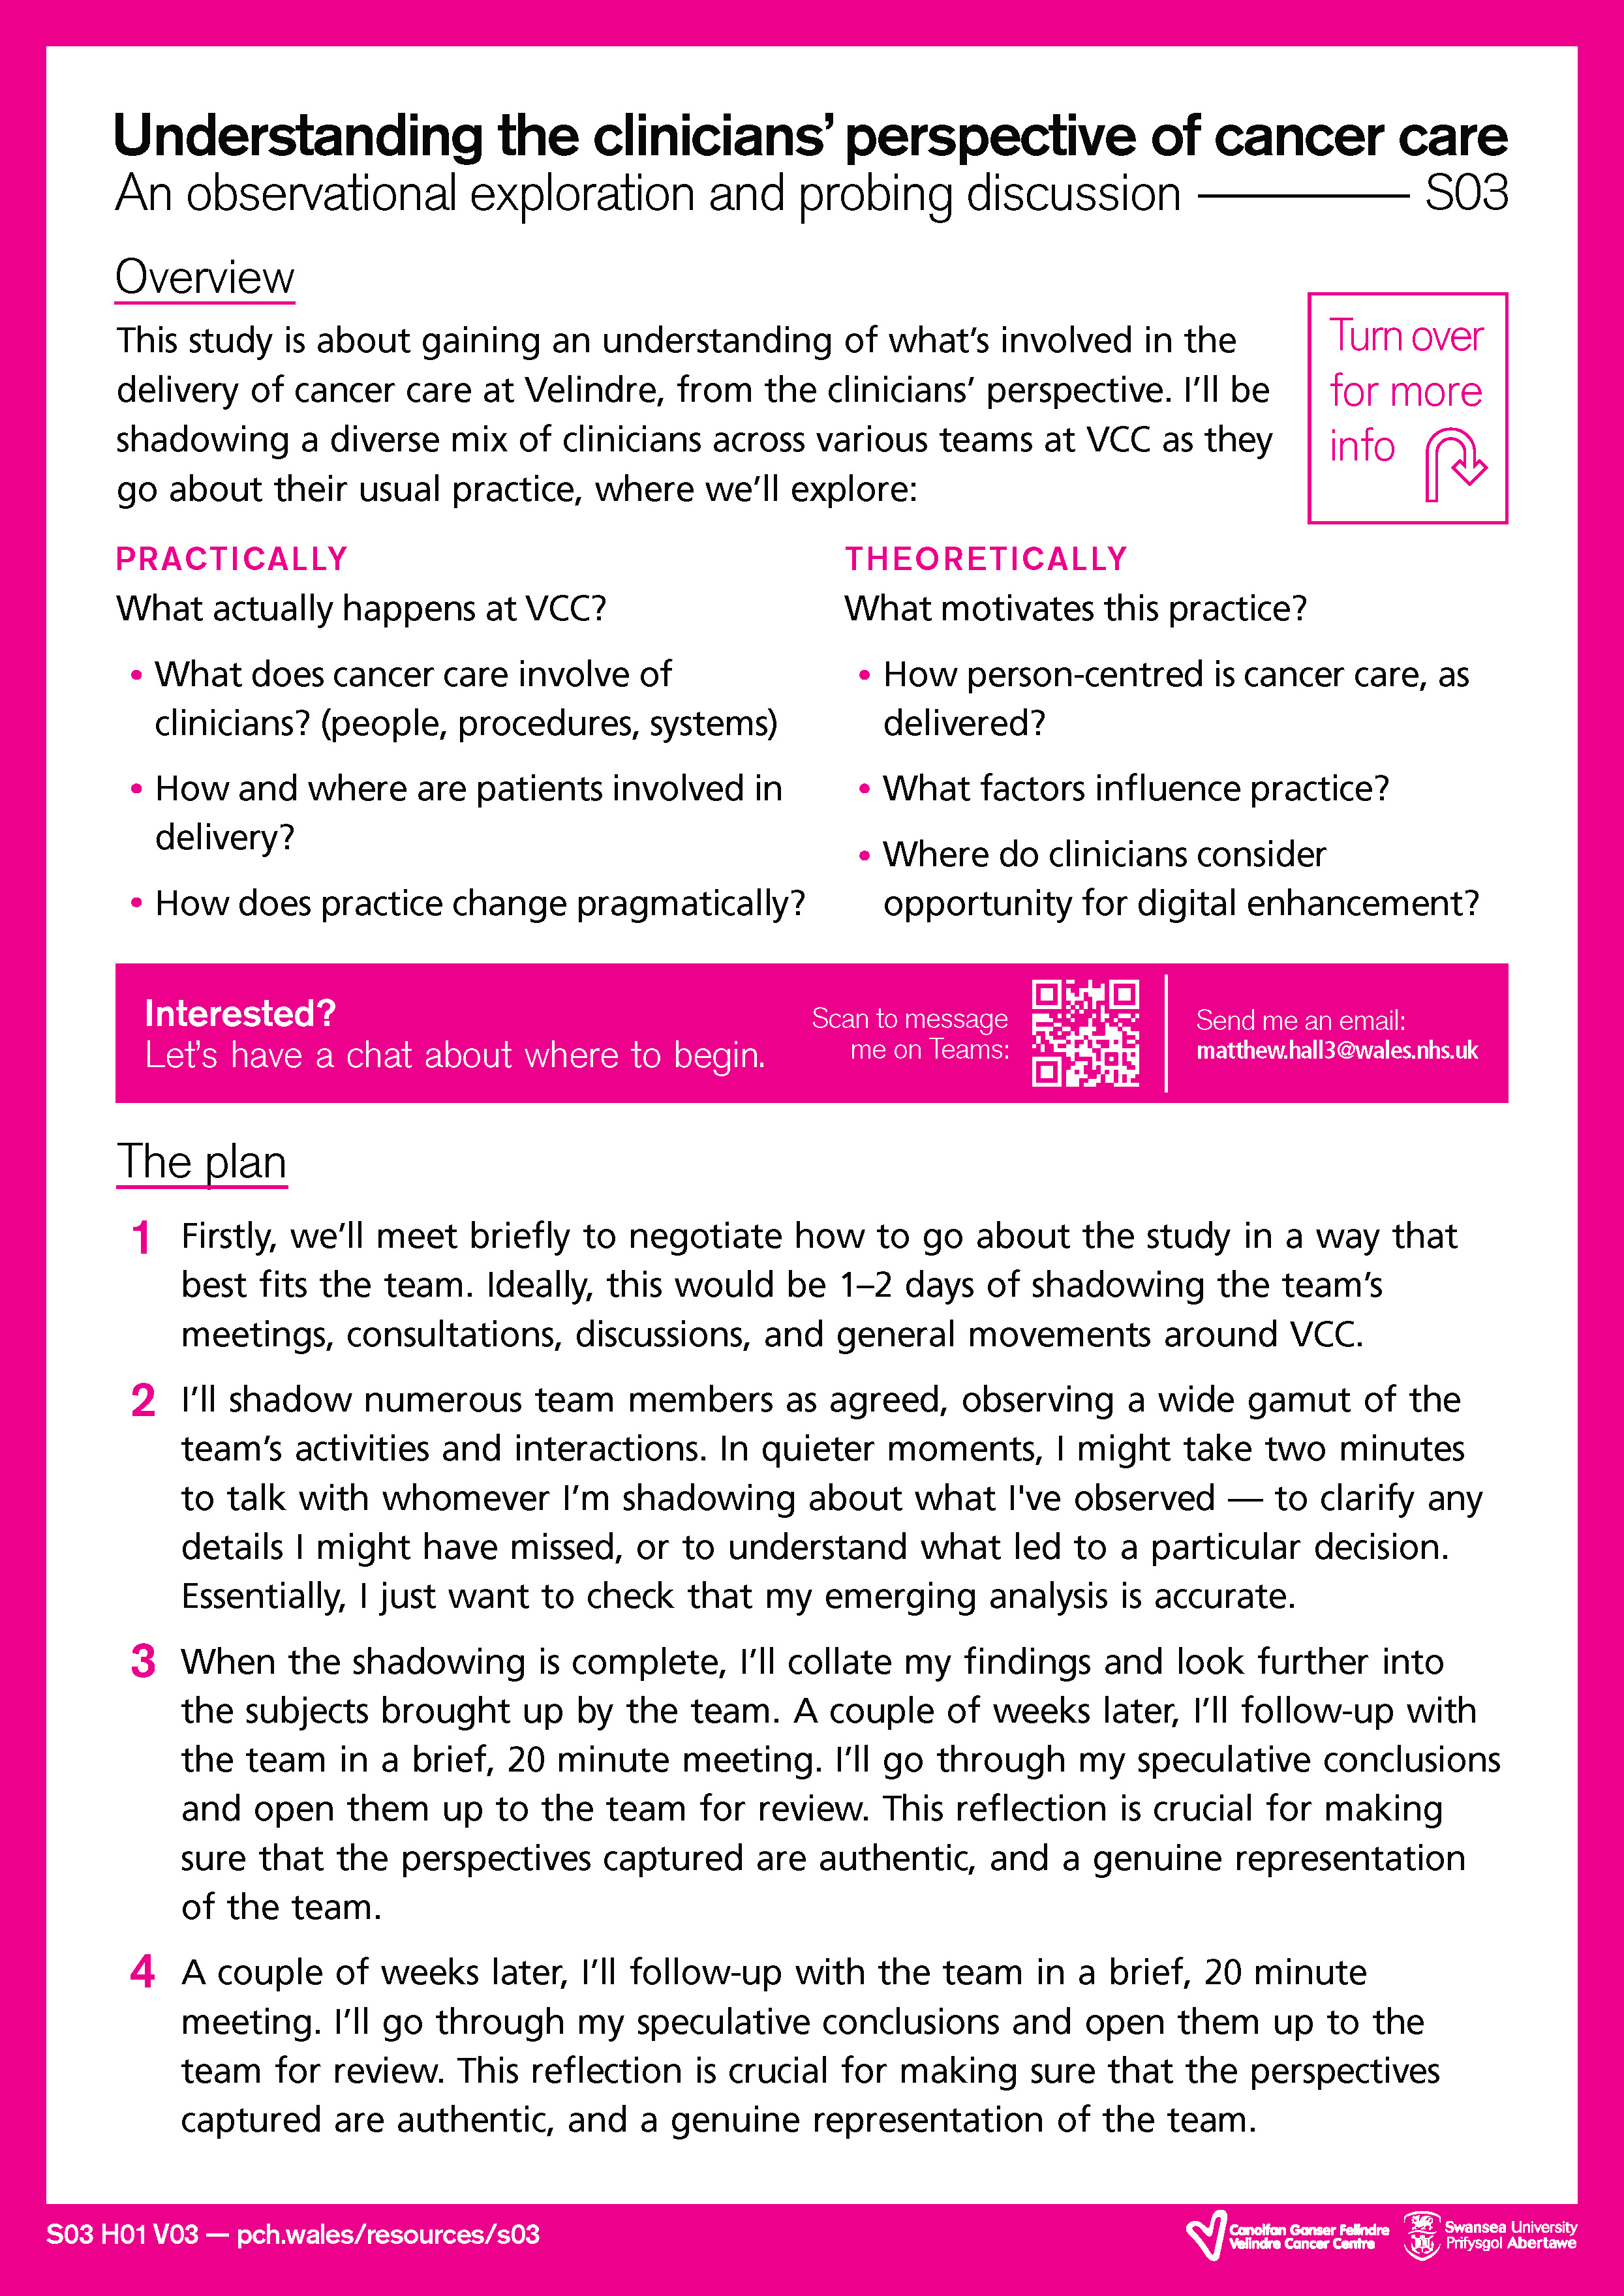 Understanding the clinicians’ perspective of cancer care
An observational exploration and probing discussion ——— S03
Overview
This study is about gaining an understanding of what’s involved in the
delivery of cancer care at Velindre, from the clinicians’ perspective. I’ll be
shadowing a diverse mix of clinicians across various teams at VCC as they
go about their usual practice, where we’ll explore:
Turn over
for more
info
PRACTICALLY
What actually happens at VCC?
• What does cancer care involve of
clinicians? (people, procedures, systems)
• How and where are patients involved in
delivery?
• How does practice change pragmatically?
THEORETICALLY
What motivates this practice?
• How person-centred is cancer care, as
delivered?
• What factors influence practice?
• Where do clinicians consider
opportunity for digital enhancement?
Interested?
Let’s have a chat about where to begin.
Scan to message
me on Teams:
Send me an email:
matthew.hall3@wales.nhs.uk
The plan
1 Firstly, we’ll meet briefly to negotiate how to go about the study in a way that
best fits the team. Ideally, this would be 1–2 days of shadowing the team’s
meetings, consultations, discussions, and general movements around VCC.
2 I’ll shadow numerous team members as agreed, observing a wide gamut of the
team’s activities and interactions. In quieter moments, I might take two minutes
to talk with whomever I’m shadowing about what I've observed — to clarify any
details I might have missed, or to understand what led to a particular decision.
Essentially, I just want to check that my emerging analysis is accurate.
3 When the shadowing is complete, I’ll collate my findings and look further into
the subjects brought up by the team. A couple of weeks later, I’ll follow-up with
the team in a brief, 20 minute meeting. I’ll go through my speculative conclusions
and open them up to the team for review. This reflection is crucial for making
sure that the perspectives captured are authentic, and a genuine representation
of the team.
4 A couple of weeks later, I’ll follow-up with the team in a brief, 20 minute
meeting. I’ll go through my speculative conclusions and open them up to the
team for review. This reflection is crucial for making sure that the perspectives
captured are authentic, and a genuine representation of the team.
S03 H01 V03 — pch.wales/resources/s03
Canolfan Ganser Felindre
Velindre Cancer Centre
Swansea University
Prifysgol Abertawe